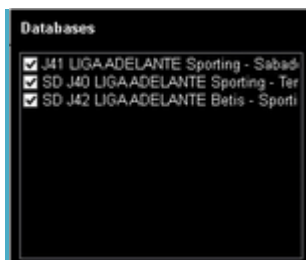 Databases
J41 LIGA ADELANTE Sporting - Sabad
SD J40 LIGA ADELANTE Sporting - Ter
SD J42 LIGA ADELANTE Betis - Sporti